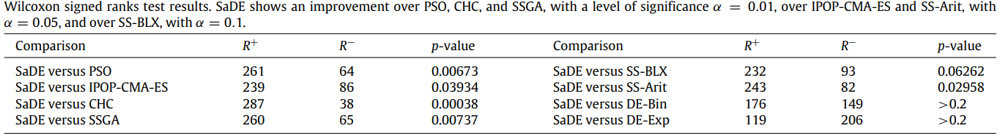 Wilcoxon signed ranks test results. SaDE shows an improvement over PSO, CHC, and SSGA, with a level of significance α = 0.01, over IPOP-CMA-ES and SS-Arit, with
α = 0.05, and over SS-BLX, with α = 0.1.
Comparison R⁺ R⁻ p-value Comparison R⁺ R⁻ p-value
SaDE versus PSO 261 64 0.00673 SaDE versus SS-BLX 232 93 0.06262
SaDE versus IPOP-CMA-ES 239 86 0.03934 SaDE versus SS-Arit 243 82 0.02958
SaDE versus CHC 287 38 0.00038 SaDE versus DE-Bin 176 149 >0.2
SaDE versus SSGA 260 65 0.00737 SaDE versus DE-Exp 119 206 >0.2